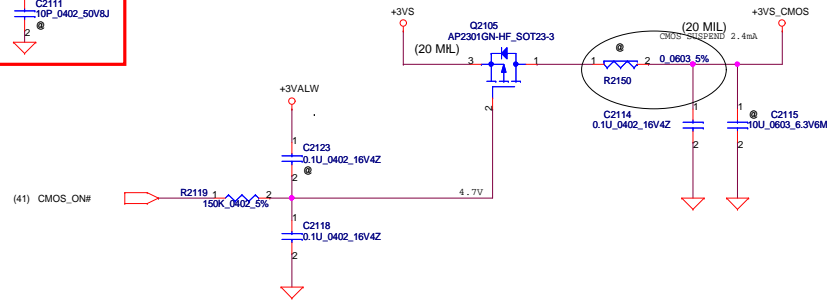 C2111
10P_0402_50V8J
@
2
+3VS
(20 MIL)
Q2105
AP2301GN-HF_SOT23-3
3
1
2
+3VS_CMOS
(20 MIL)
CMOS SUSPEND 2.4mA
@
1
2
0_0603_5%
R2150
C2114
0.1U_0402_16V4Z
1
2
1
@
C2115
10U_0603_6.3V6M
2
+3VALW
1
C2123
0.1U_0402_16V4Z
2
@
(41) CMOS_ON#
R2119
1
2
150K_0402_5%
4.7V
1
C2118
0.1U_0402_16V4Z
2